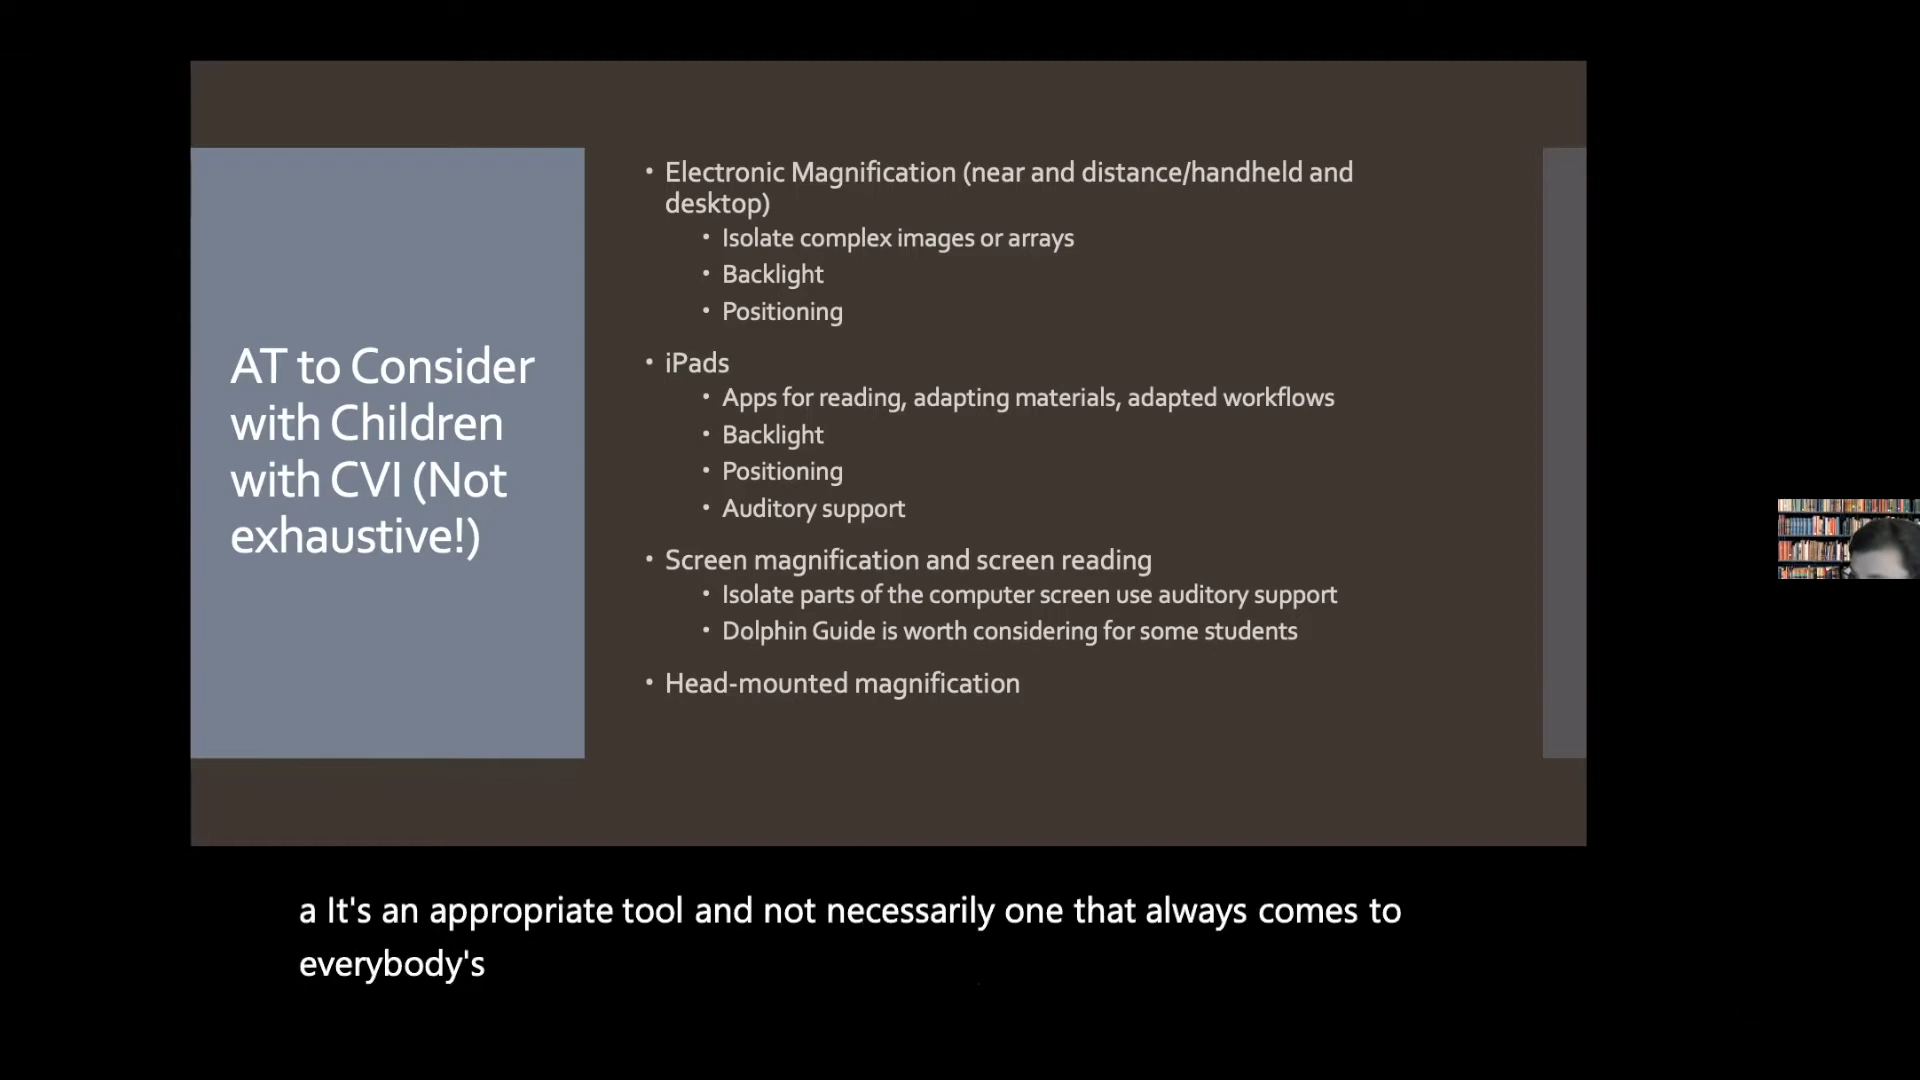 AT to Consider
with Children
with CVI (Not
exhaustive!)
• Electronic Magnification (near and distance/handheld and
desktop)
• Isolate complex images or arrays
• Backlight
• Positioning
• iPads
• Apps for reading, adapting materials, adapted workflows
• Backlight
• Positioning
• Auditory support
• Screen magnification and screen reading
• Isolate parts of the computer screen use auditory support
• Dolphin Guide is worth considering for some students
• Head-mounted magnification
a It's an appropriate tool and not necessarily one that always comes to
everybody's